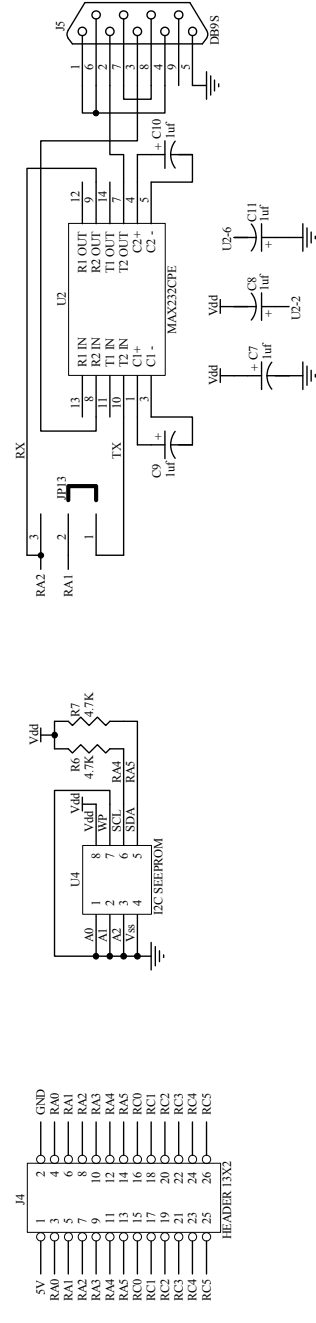 J4
5V 1 2 GND
RA0 3 4 RA0
RA1 5 6 RA1
RA2 7 8 RA2
RA3 9 10 RA3
RA4 11 12 RA4
RA5 13 14 RA5
RC0 15 16 RC0
RC1 17 18 RC1
RC2 19 20 RC2
RC3 21 22 RC3
RC4 23 24 RC4
RC5 25 26 RC5
HEADER 13X2
Vdd
R6
4.7K
R7
4.7K
Vdd
U4
A0 1 8 Vdd
A1 2 7 WP
A2 3 6 SCL RA4
Vss 4 5 SDA RA5
I2C SEEPROM
RX
RA2 3
RA1 2
1
JP13
TX
U2
13 R1 IN R1 OUT 12
8 R2 IN R2 OUT 9
11 T1 IN T1 OUT 14
10 T2 IN T2 OUT 7
1 C1+ C2+ 4
3 C1 - C2 - 5
MAX232CPE
C9
1uf
+
C10
1uf
+
J5
1
6
2
7
3
8
4
9
5
DB9S
Vdd
C7
1uf
+
Vdd
C8
1uf
+
U2-2
U2-6
C11
1uf
+